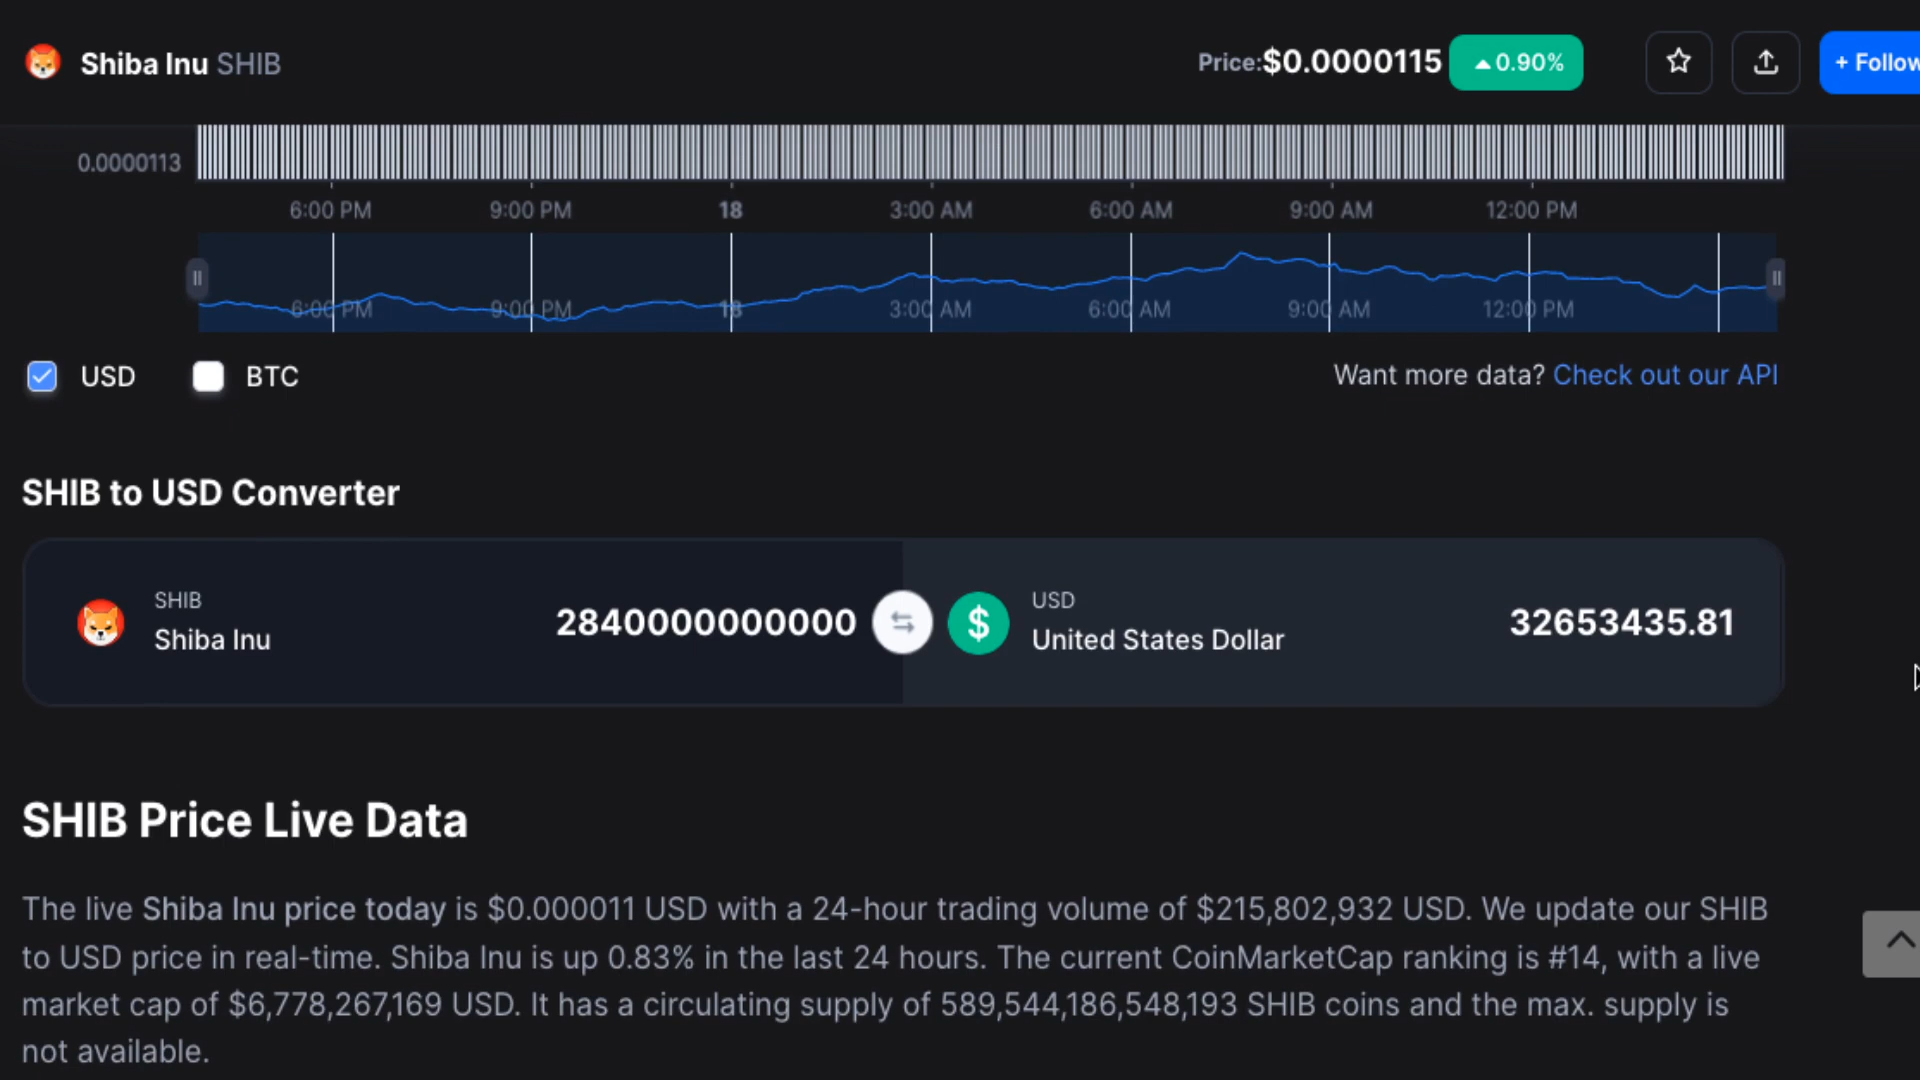 Shiba Inu SHIB
Price:$0.0000115 ▲0.90%
+ Follow
0.0000113
6:00 PM 9:00 PM 18 3:00 AM 6:00 AM 9:00 AM 12:00 PM
6:00 PM 9:00 PM 18 3:00 AM 6:00 AM 9:00 AM 12:00 PM
USD BTC
Want more data? Check out our API
SHIB to USD Converter
SHIB
Shiba Inu
2840000000000
$
USD
United States Dollar
32653435.81
SHIB Price Live Data
The live Shiba Inu price today is $0.000011 USD with a 24-hour trading volume of $215,802,932 USD. We update our SHIB
to USD price in real-time. Shiba Inu is up 0.83% in the last 24 hours. The current CoinMarketCap ranking is #14, with a live
market cap of $6,778,267,169 USD. It has a circulating supply of 589,544,186,548,193 SHIB coins and the max. supply is
not available.